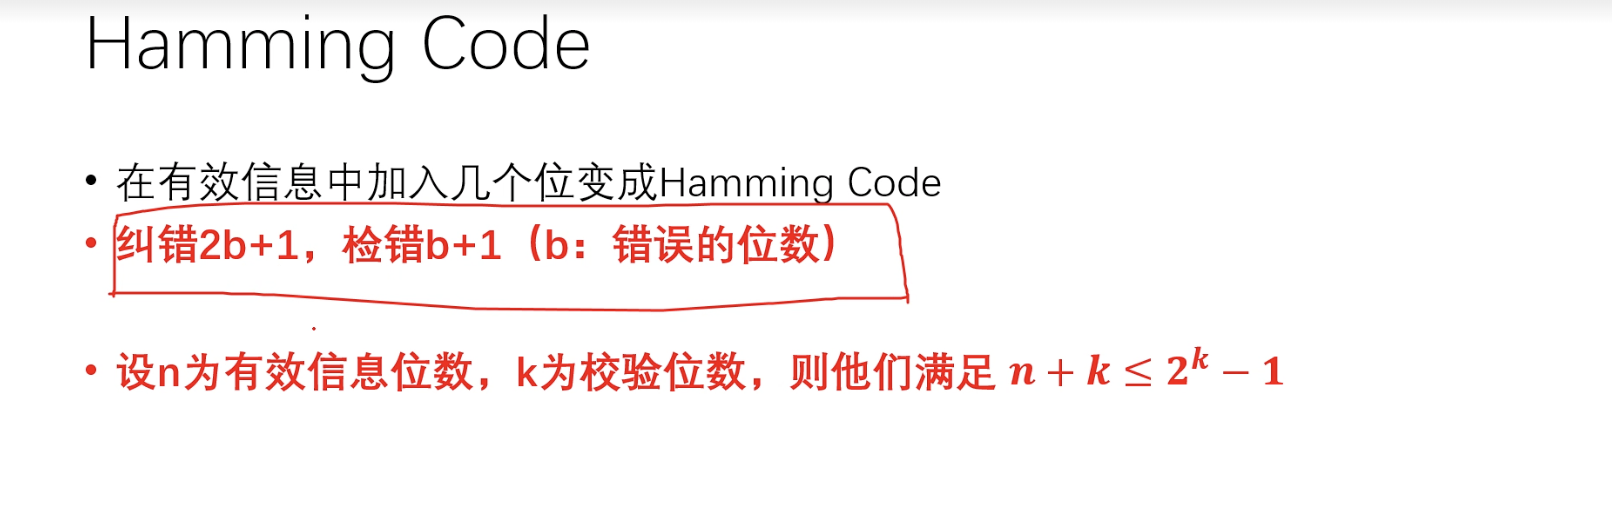 Hamming Code
• 在有效信息中加入几个位变成Hamming Code
• 纠错2b+1，检错b+1（b：错误的位数）
• 设n为有效信息位数，k为校验位数，则他们满足 n + k ≤ 2^k − 1